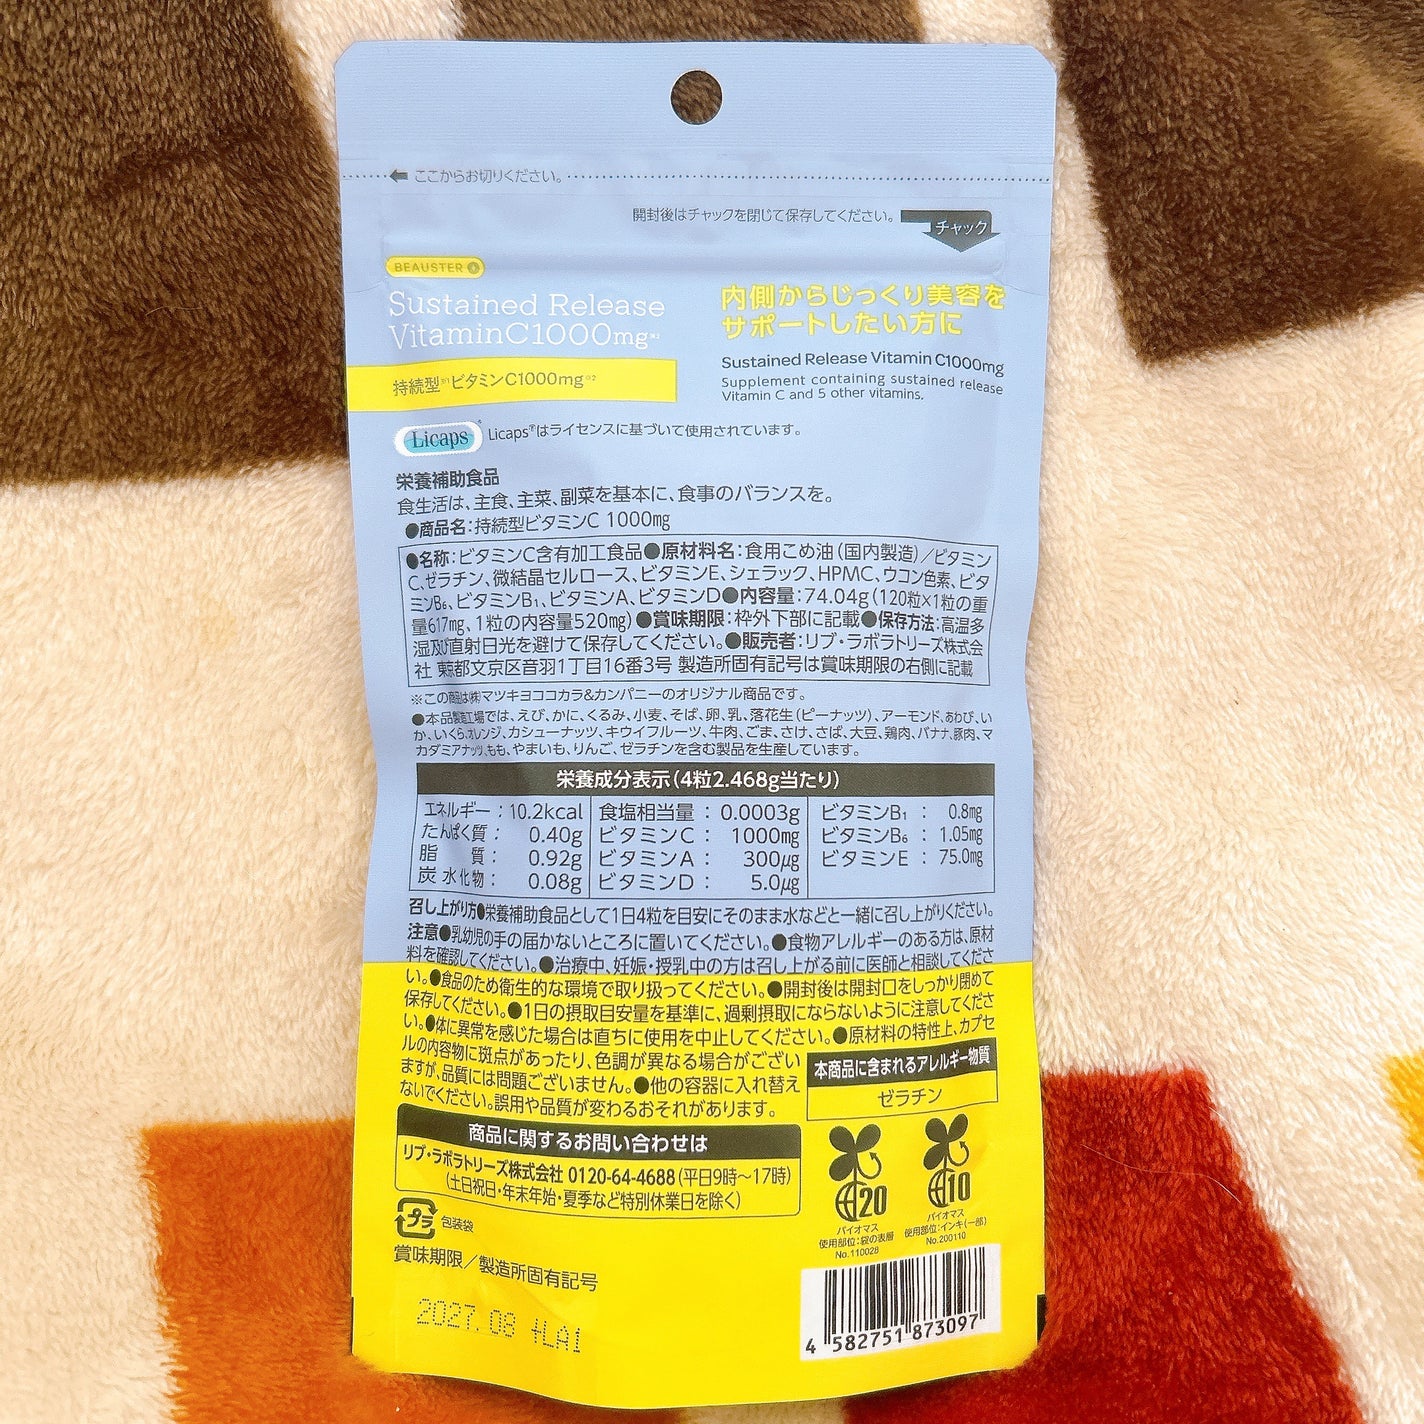 ここからお切りください。
開封後はチャックを閉じて保存してください。
チャック
BEAUSTER
Sustained Release
VitaminC1000mg※2
持続型※1ビタミンC1000mg※2
内側からじっくり美容を
サポートしたい方に
Sustained Release Vitamin C1000mg
Supplement containing sustained release
Vitamin C and 5 other vitamins.
Licaps® Licaps®はライセンスに基づいて使用されています。
栄養補助食品
食生活は、主食、主菜、副菜を基本に、食事のバランスを。
●商品名：持続型ビタミンC 1000mg
●名称：ビタミンC含有加工食品●原材料名：食用こめ油（国内製造）／ビタミン
C、ゼラチン、微結晶セルロース、ビタミンE、シェラック、HPMC、ウコン色素、ビタ
ミンB₆、ビタミンB₁、ビタミンA、ビタミンD●内容量：74.04g（120粒×1粒の重
量617mg、1粒の内容量520mg）●賞味期限：枠外下部に記載●保存方法：高温多
湿及び直射日光を避けて保存してください。●販売者：リブ・ラボラトリーズ株式会
社 東京都文京区音羽1丁目16番3号 製造所固有記号は賞味期限の右側に記載
※この商品は㈱マツキヨココカラ&カンパニーのオリジナル商品です。
●本品製造工場では、えび、かに、くるみ、小麦、そば、卵、乳、落花生（ピーナッツ）、アーモンド、あわび、い
か、いくら、オレンジ、カシューナッツ、キウイフルーツ、牛肉、ごま、さけ、さば、大豆、鶏肉、バナナ、豚肉、マ
カダミアナッツ、もも、やまいも、りんご、ゼラチンを含む製品を生産しています。
栄養成分表示（4粒2.468g当たり）
エネルギー：10.2kcal 食塩相当量：0.0003g ビタミンB₁：0.8mg
たんぱく質：0.40g ビタミンC：1000mg ビタミンB₆：1.05mg
脂質：0.92g ビタミンA：300μg ビタミンE：75.0mg
炭水化物：0.08g ビタミンD：5.0μg
召し上がり方●栄養補助食品として1日4粒を目安にそのまま水などと一緒に召し上がりください。
注意●乳幼児の手の届かないところに置いてください。●食物アレルギーのある方は、原材
料を確認してください。●治療中、妊娠・授乳中の方は召し上がる前に医師と相談してくださ
い。●食品のため衛生的な環境で取り扱ってください。●開封後は開封口をしっかり閉めて
保存してください。●1日の摂取目安量を基準に、過剰摂取にならないように注意してくださ
い。●体に異常を感じた場合は直ちに使用を中止してください。●原材料の特性上、カプセ
ルの内容物に斑点があったり、色調が異なる場合がござい
ますが、品質には問題ございません。●他の容器に入れ替え
ないでください。誤用や品質が変わるおそれがあります。
本商品に含まれるアレルギー物質
ゼラチン
商品に関するお問い合わせは
リブ・ラボラトリーズ株式会社 0120-64-4688（平日9時〜17時）
（土日祝日・年末年始・夏季など特別休業日を除く）
プラ 包装袋
賞味期限／製造所固有記号
2027.08 +LA1
20
バイオマス
使用部位：袋の表層
No.110028
10
バイオマス
使用部位：インキ（一部）
No.200110
4 582751 873097